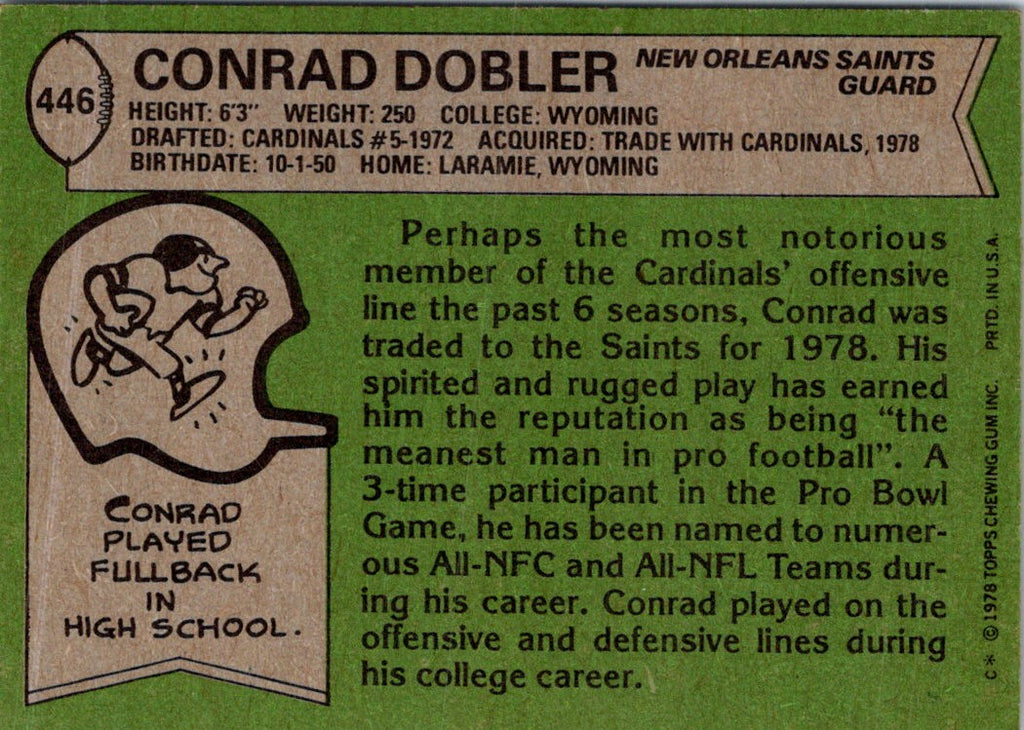 446
CONRAD DOBLER
NEW ORLEANS SAINTS
GUARD
HEIGHT: 6'3" WEIGHT: 250 COLLEGE: WYOMING
DRAFTED: CARDINALS #5-1972 ACQUIRED: TRADE WITH CARDINALS, 1978
BIRTHDATE: 10-1-50 HOME: LARAMIE, WYOMING
CONRAD
PLAYED
FULLBACK
IN
HIGH SCHOOL.
Perhaps the most notorious
member of the Cardinals' offensive
line the past 6 seasons, Conrad was
traded to the Saints for 1978. His
spirited and rugged play has earned
him the reputation as being "the
meanest man in pro football". A
3-time participant in the Pro Bowl
Game, he has been named to numer-
ous All-NFC and All-NFL Teams dur-
ing his career. Conrad played on the
offensive and defensive lines during
his college career.
C* © 1978 TOPPS CHEWING GUM INC. PRTD. IN U.S.A.